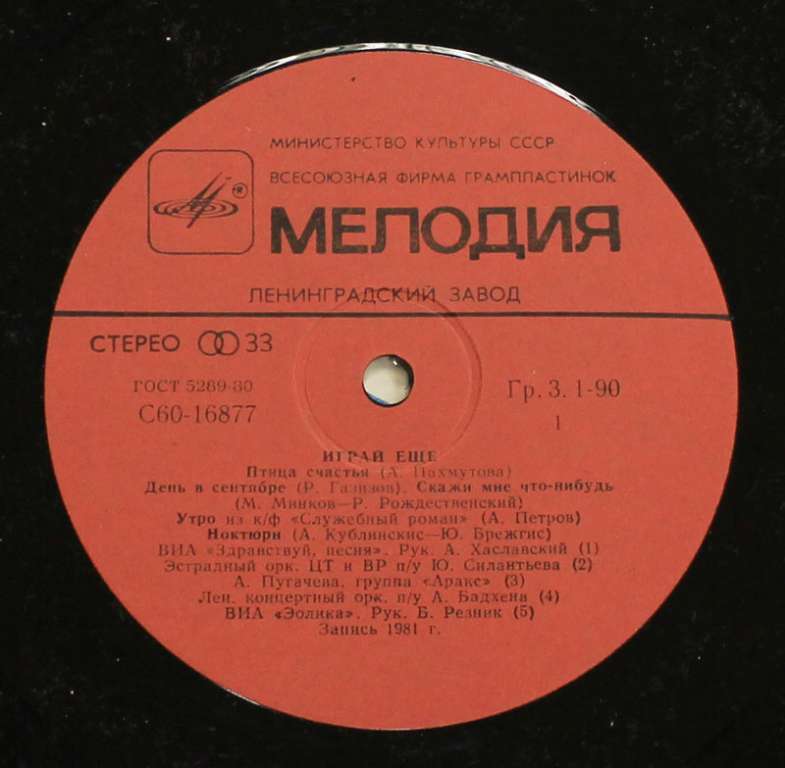 МИНИСТЕРСТВО КУЛЬТУРЫ СССР
ВСЕСОЮЗНАЯ ФИРМА ГРАМПЛАСТИНОК
®
МЕЛОДИЯ
ЛЕНИНГРАДСКИЙ ЗАВОД
СТЕРЕО 33
ГОСТ 5289-80
С60-16877
Гр. 3. 1-90
1
ИГРАЙ ЕЩЕ
Птица счастья (А. Пахмутова)
День в сентябре (Р. Газизов). Скажи мне что-нибудь
(М. Минков—Р. Рождественский)
Утро из к/ф «Служебный роман» (А. Петров)
Ноктюрн (А. Кублинскис—Ю. Брежгис)
ВИА «Здравствуй, песня». Рук. А. Хаславский (1)
Эстрадный орк. ЦТ и ВР п/у Ю. Силантьева (2)
А. Пугачева, группа «Аракс» (3)
Лен. концертный орк. п/у А. Бадхена (4)
ВИА «Эолика». Рук. Б. Резник (5)
Запись 1981 г.